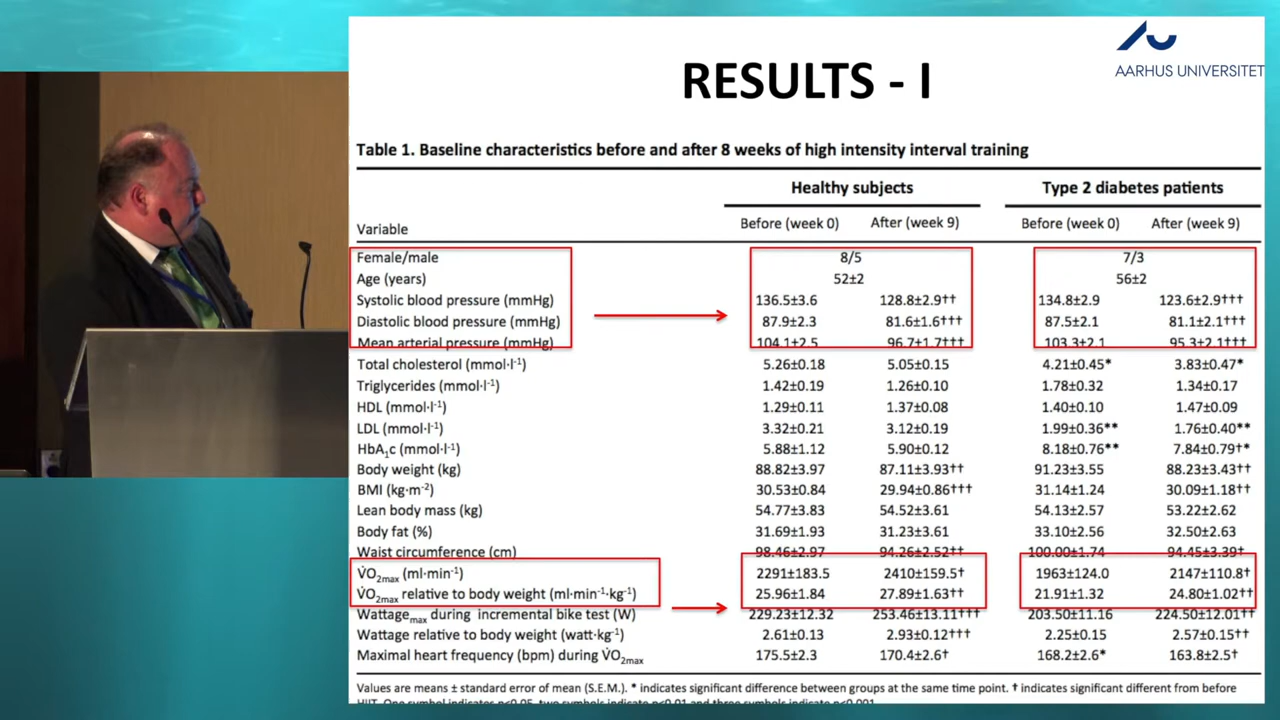 AARHUS UNIVERSITET
RESULTS - I
Table 1. Baseline characteristics before and after 8 weeks of high intensity interval training
Healthy subjects Type 2 diabetes patients
Variable Before (week 0) After (week 9) Before (week 0) After (week 9)
Female/male 8/5 7/3
Age (years) 52±2 56±2
Systolic blood pressure (mmHg) 136.5±3.6 128.8±2.9†† 134.8±2.9 123.6±2.9†††
Diastolic blood pressure (mmHg) 87.9±2.3 81.6±1.6††† 87.5±2.1 81.1±2.1†††
Mean arterial pressure (mmHg) 104.1±2.5 96.7±1.7††† 103.3±2.1 95.3±2.1†††
Total cholesterol (mmol·l⁻¹) 5.26±0.18 5.05±0.15 4.21±0.45* 3.83±0.47*
Triglycerides (mmol·l⁻¹) 1.42±0.19 1.26±0.10 1.78±0.32 1.34±0.17
HDL (mmol·l⁻¹) 1.29±0.11 1.37±0.08 1.40±0.10 1.47±0.09
LDL (mmol·l⁻¹) 3.32±0.21 3.12±0.19 1.99±0.36** 1.76±0.40**
HbA₁c (mmol·l⁻¹) 5.88±1.12 5.90±0.12 8.18±0.76** 7.84±0.79†*
Body weight (kg) 88.82±3.97 87.11±3.93†† 91.23±3.55 88.23±3.43††
BMI (kg·m⁻²) 30.53±0.84 29.94±0.86††† 31.14±1.24 30.09±1.18††
Lean body mass (kg) 54.77±3.83 54.52±3.61 54.13±2.57 53.22±2.62
Body fat (%) 31.69±1.93 31.23±3.61 33.10±2.56 32.50±2.63
Waist circumference (cm) 98.46±2.97 94.26±2.52†† 100.00±1.74 94.45±3.39†
V̇O₂max (ml·min⁻¹) 2291±183.5 2410±159.5† 1963±124.0 2147±110.8†
V̇O₂max relative to body weight (ml·min⁻¹·kg⁻¹) 25.96±1.84 27.89±1.63†† 21.91±1.32 24.80±1.02††
Wattagemax during incremental bike test (W) 229.23±12.32 253.46±13.11††† 203.50±11.16 224.50±12.01††
Wattage relative to body weight (watt·kg⁻¹) 2.61±0.13 2.93±0.12††† 2.25±0.15 2.57±0.15††
Maximal heart frequency (bpm) during V̇O₂max 175.5±2.3 170.4±2.6† 168.2±2.6* 163.8±2.5†
Values are means ± standard error of mean (S.E.M.). * indicates significant difference between groups at the same time point. † indicates significant different from before
HIIT. One symbol indicates p<0.05, two symbols indicate p<0.01 and three symbols indicate p<0.001